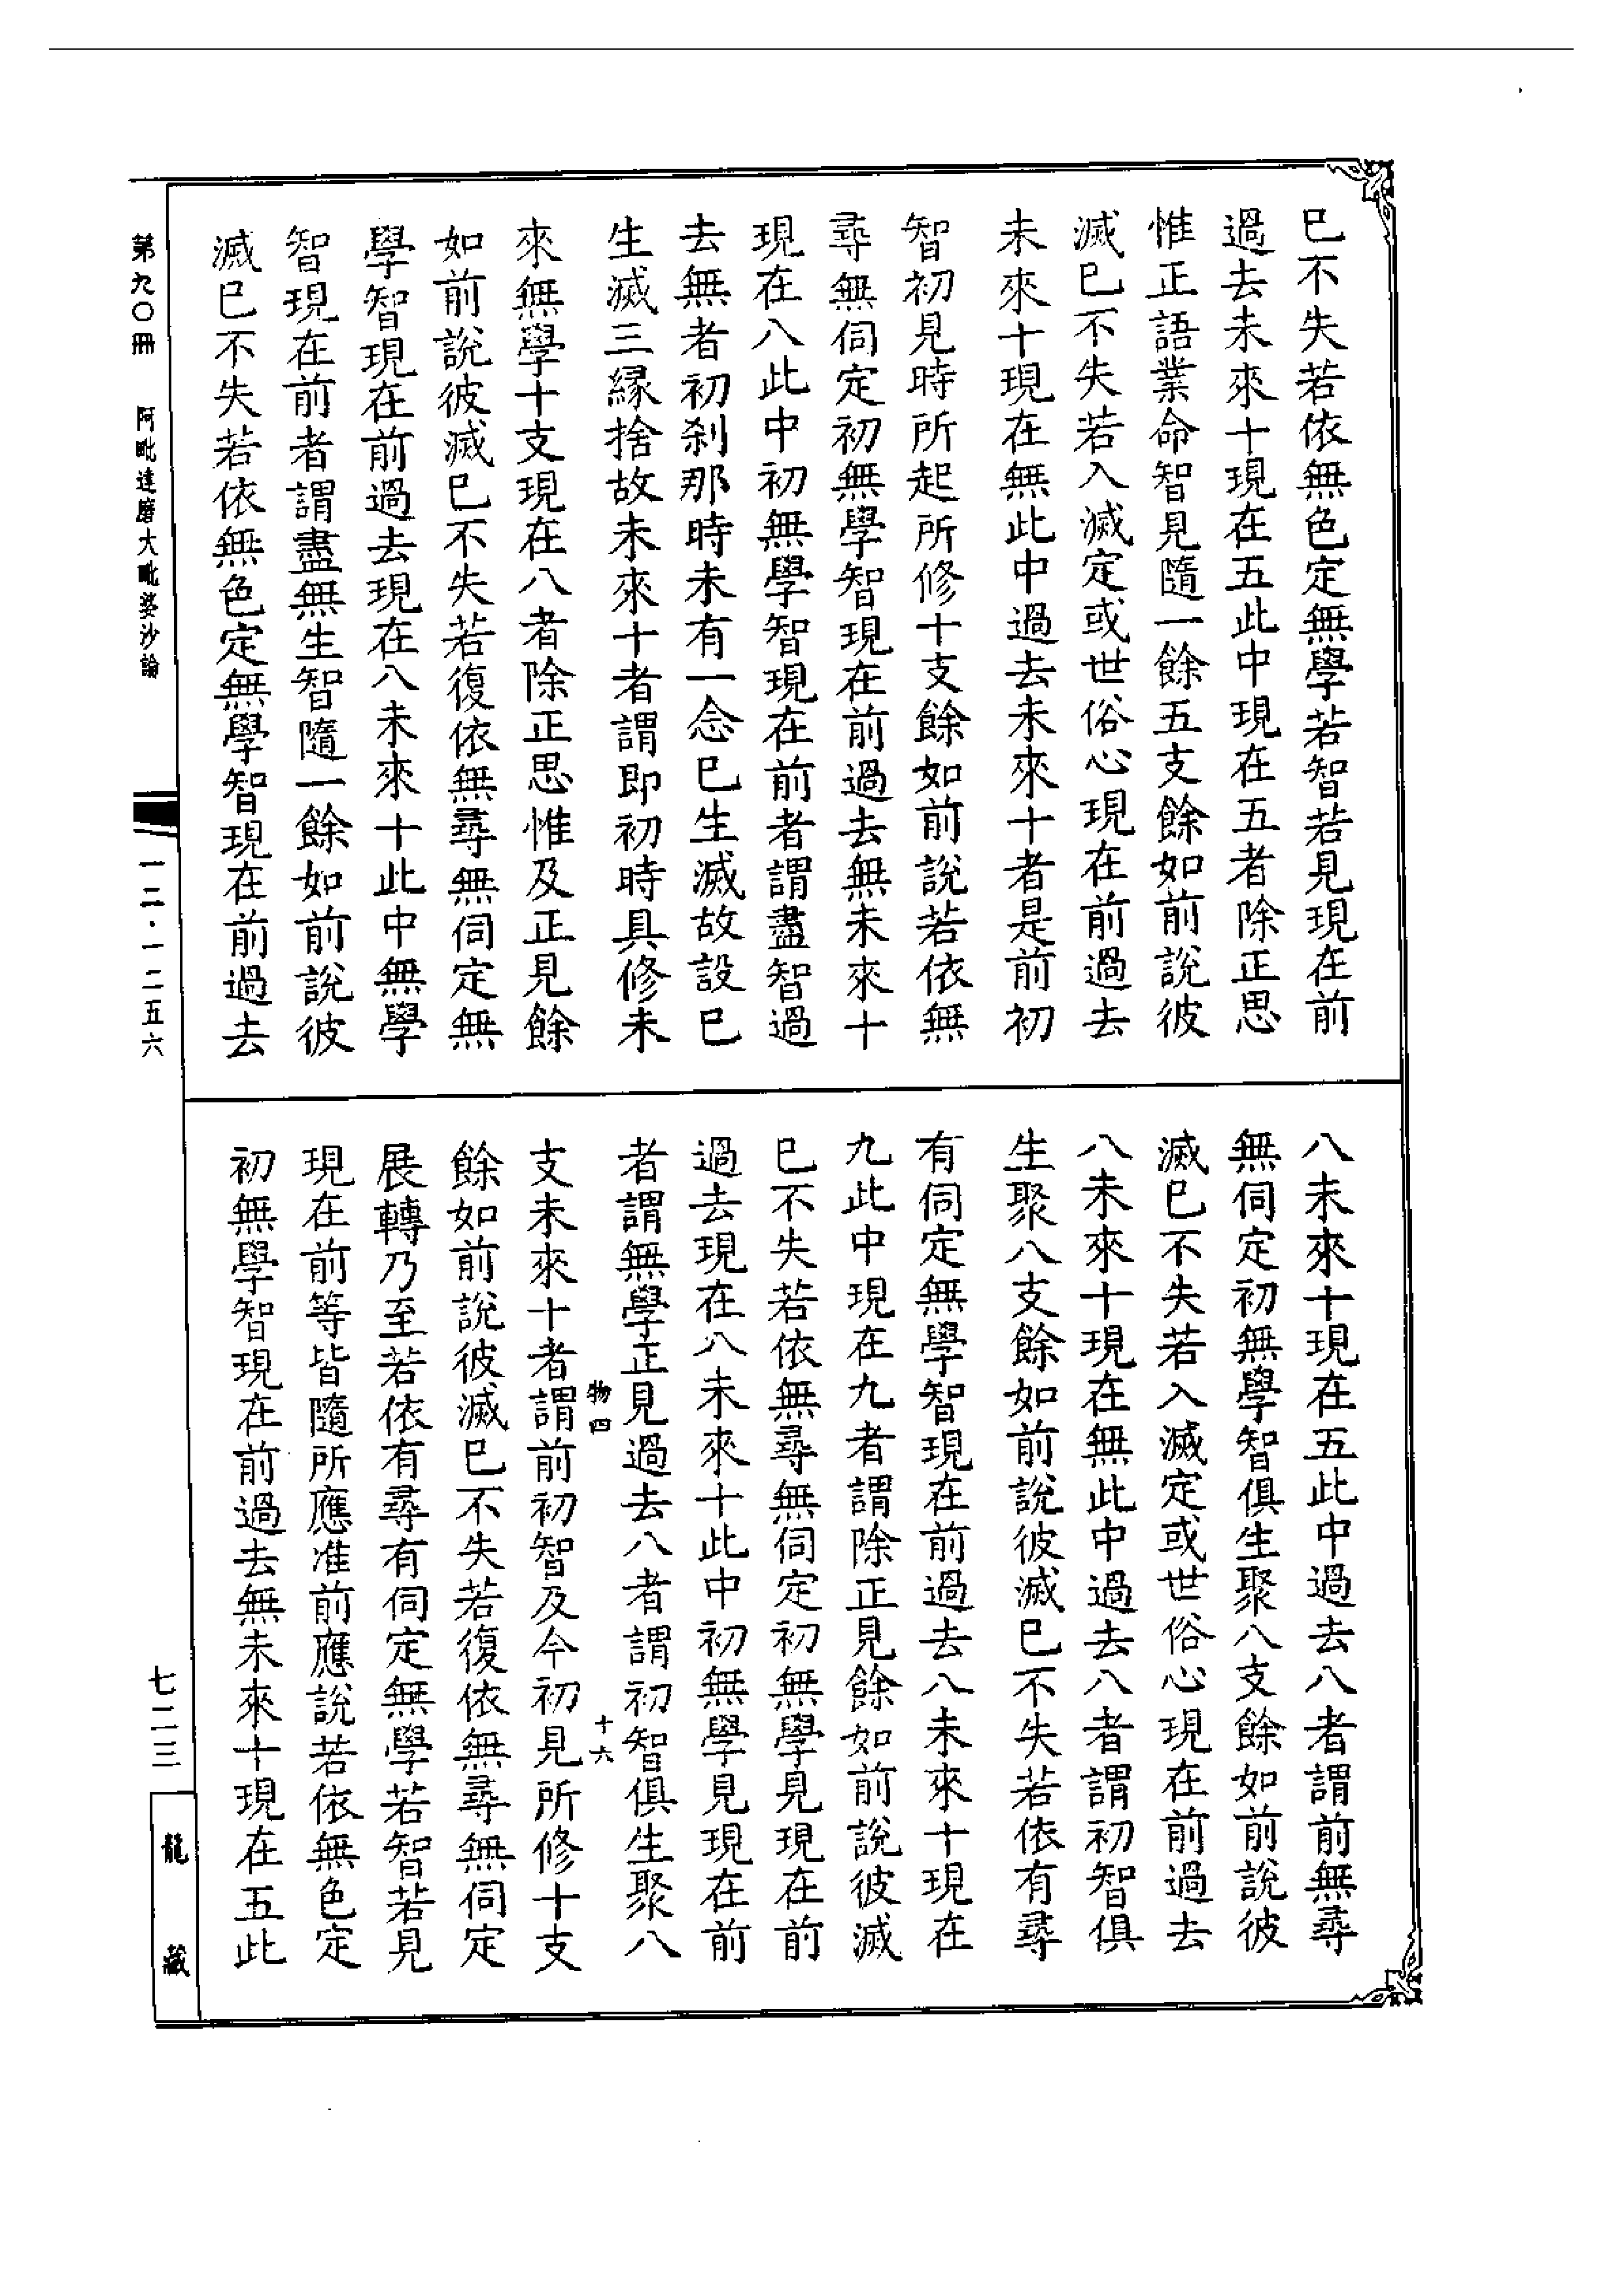 已不失若依無色定無學若智若見現在前
過去未來十現在五此中現在五者除正思
惟正語業命智見隨一餘五支餘如前說彼
滅已不失若入滅定或世俗心現在前過去
未來十現在無此中過去未來十者是前初
智初見時所起所修十支餘如前說若依無
尋無伺定初無學智現在前過去無未來十
現在八此中初無學智現在前者謂盡智過
去無者初刹那時未有一念已生滅故設已
生滅三緣捨故未來十者謂即初時具修未
來無學十支現在八者除正思惟及正見餘
如前說彼滅已不失若復依無尋無伺定無
學智現在前過去現在八未來十此中無學
智現在前者謂盡無生智隨一餘如前說彼
滅已不失若依無色定無學智現在前過去
八未來十現在五此中過去八者謂前無尋
無伺定初無學智俱生聚八支餘如前說彼
滅已不失若入滅定或世俗心現在前過去
八未來十現在無此中過去八者謂初智俱
生聚八支餘如前說彼滅已不失若依有尋
有伺定無學智現在前過去八未來十現在
九此中現在九者謂除正見餘如前說彼滅
已不失若依無尋無伺定初無學見現在前
過去現在八未來十此中初無學見現在前
者謂無學正見過去八者謂初智俱生聚八
物四 十六
支未來十者謂前初智及今初見所修十支
餘如前說彼滅已不失若復依無尋無伺定
展轉乃至若依有尋有伺定無學若智若見
現在前等皆隨所應准前應說若依無色定
初無學智現在前過去無未來十現在五此
第九〇冊 阿毗達磨大毗婆沙論
一二·一二五六
七二三
龍藏